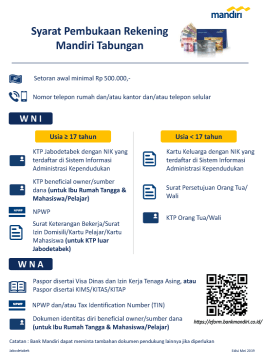 mandiri
Syarat Pembukaan Rekening
Mandiri Tabungan
Setoran awal minimal Rp 500.000,-
Nomor telepon rumah dan/atau kantor dan/atau telepon selular
W N I
Usia ≥ 17 tahun
KTP Jabodetabek dengan NIK yang
terdaftar di Sistem Informasi
Administrasi Kependudukan
KTP beneficial owner/sumber
dana (untuk Ibu Rumah Tangga &
Mahasiswa/Pelajar)
NPWP
NPWP
Surat Keterangan Bekerja/Surat
Izin Domisili/Kartu Pelajar/Kartu
Mahasiswa (untuk KTP luar
Jabodetabek)
Usia < 17 tahun
Kartu Keluarga dengan NIK yang
terdaftar di Sistem Informasi
Administrasi Kependudukan
Surat Persetujuan Orang Tua/
Wali
KTP Orang Tua/Wali
W N A
Paspor disertai Visa Dinas dan Izin Kerja Tenaga Asing, atau
Paspor disertai KIMS/KITAS/KITAP
NPWP
NPWP dan/atau Tax Identification Number (TIN)
Dokumen identitas diri beneficial owner/sumber dana
(untuk Ibu Rumah Tangga & Mahasiswa/Pelajar)
https://eform.bankmandiri.co.id/
Catatan : Bank Mandiri dapat meminta tambahan dokumen pendukung lainnya jika diperlukan
Jabodetabek
Edisi Mar 2019